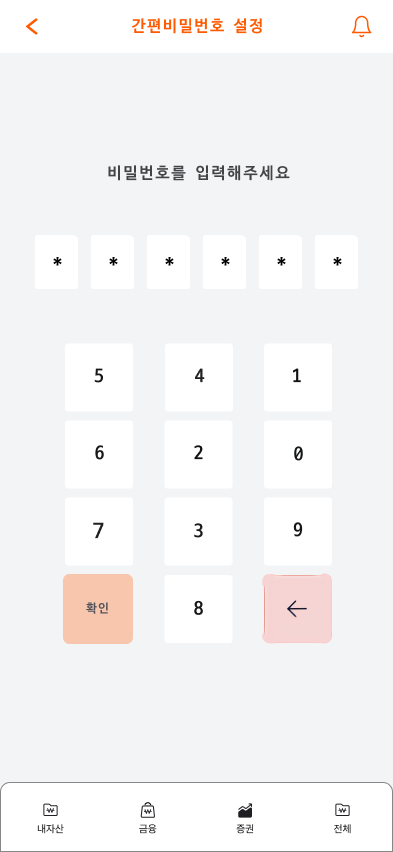 간편비밀번호 설정
비밀번호를 입력해주세요
* * * * * *
5 4 1
6 2 0
7 3 9
확인 8
내자산 금융 증권 전체